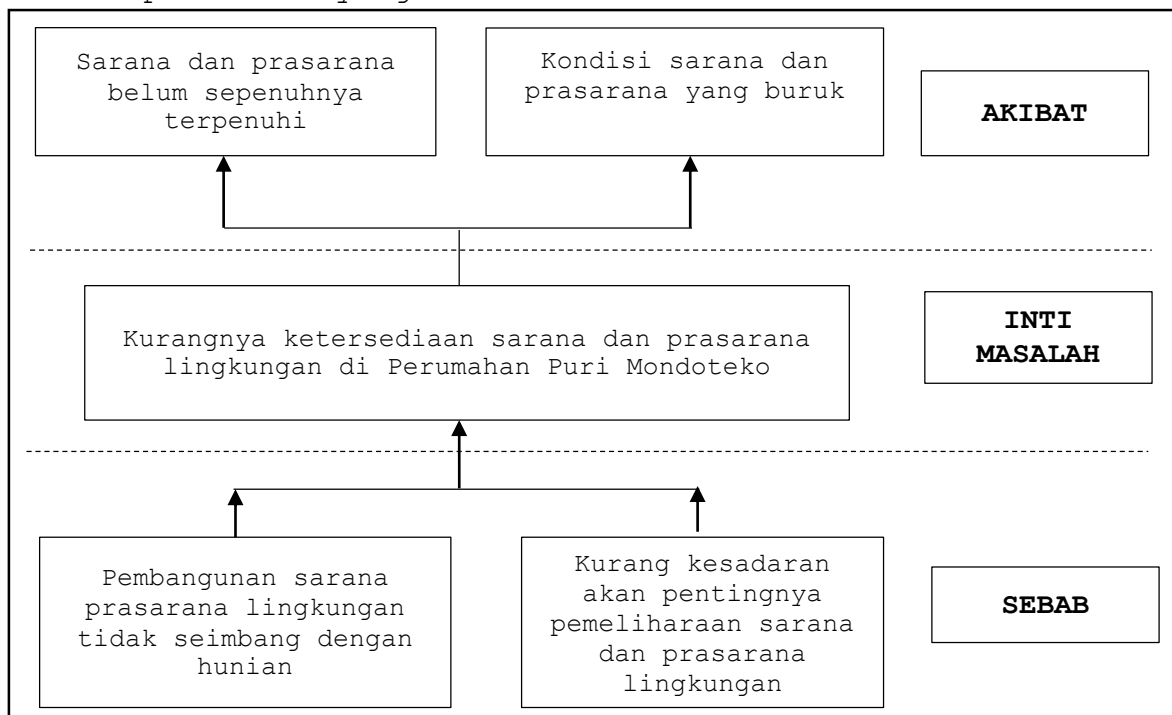 Sarana dan prasarana
belum sepenuhnya
terpenuhi
Kondisi sarana dan
prasarana yang buruk
AKIBAT
Kurangnya ketersediaan sarana dan prasarana
lingkungan di Perumahan Puri Mondoteko
INTI
MASALAH
Pembangunan sarana
prasarana lingkungan
tidak seimbang dengan
hunian
Kurang kesadaran
akan pentingnya
pemeliharaan sarana
dan prasarana
lingkungan
SEBAB